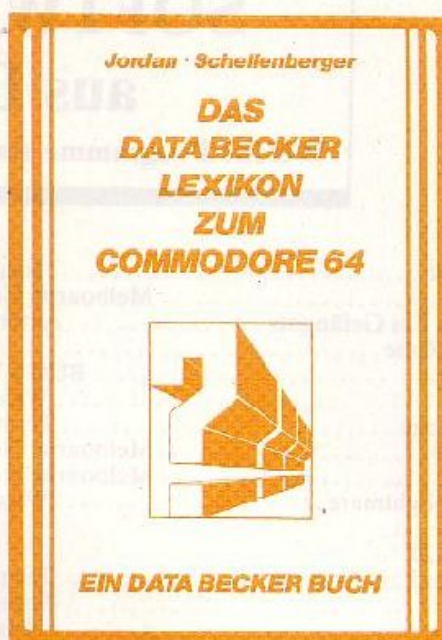 Jordan · Schellenberger
DAS
DATA BECKER
LEXIKON
ZUM
COMMODORE 64
EIN DATA BECKER BUCH